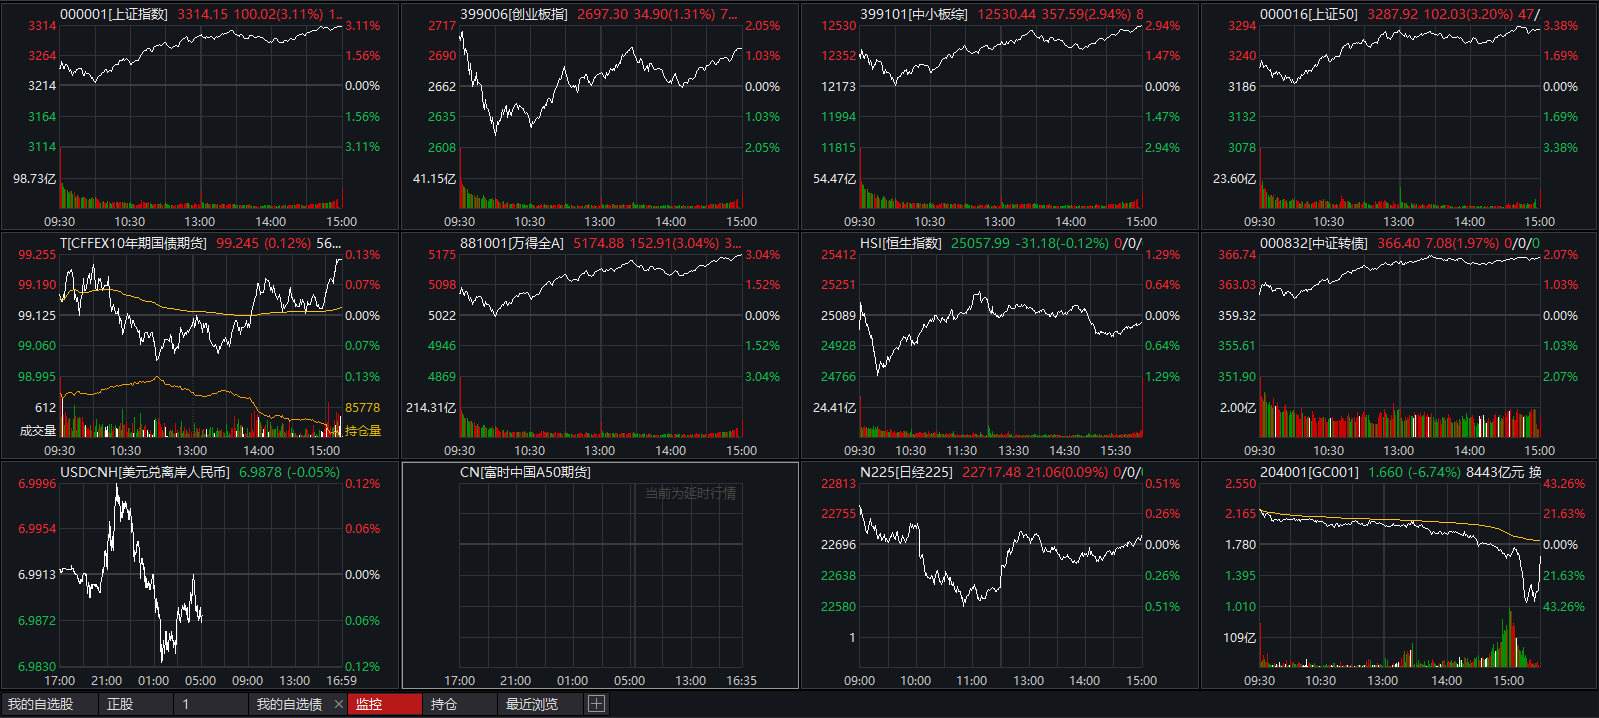 000001[上证指数] 3314.15 100.02(3.11%) 1...
3314 3.11%
3264 1.56%
3214 0.00%
3164 1.56%
3114 3.11%
98.73亿
09:30 10:30 13:00 14:00 15:00
399006[创业板指] 2697.30 34.90(1.31%) 7...
2717 2.05%
2690 1.03%
2662 0.00%
2635 1.03%
2608 2.05%
41.15亿
09:30 10:30 13:00 14:00 15:00
399101[中小板综] 12530.44 357.59(2.94%) 8
12530 2.94%
12352 1.47%
12173 0.00%
11994 1.47%
11815 2.94%
54.47亿
09:30 10:30 13:00 14:00 15:00
000016[上证50] 3287.92 102.03(3.20%) 47/
3294 3.38%
3240 1.69%
3186 0.00%
3132 1.69%
3078 3.38%
23.60亿
09:30 10:30 13:00 14:00 15:00
T[CFFEX10年期国债期货] 99.245 (0.12%) 56...
99.255 0.13%
99.190 0.07%
99.125 0.00%
99.060 0.07%
98.995 0.13%
612 85778
成交量 持仓量
09:30 10:30 13:00 14:00 15:00
881001[万得全A] 5174.88 152.91(3.04%) 3...
5175 3.04%
5098 1.52%
5022 0.00%
4946 1.52%
4869 3.04%
214.31亿
09:30 10:30 13:00 14:00 15:00
HSI[恒生指数] 25057.99 -31.18(-0.12%) 0/0/
25412 1.29%
25251 0.64%
25089 0.00%
24928 0.64%
24766 1.29%
24.41亿
09:30 10:30 11:30 13:30 14:30 15:30
000832[中证转债] 366.40 7.08(1.97%) 0/0/0
366.74 2.07%
363.03 1.03%
359.32 0.00%
355.61 1.03%
351.90 2.07%
2.00亿
09:30 10:30 13:00 14:00 15:00
USDCNH[美元兑离岸人民币] 6.9878 (-0.05%)
6.9996 0.12%
6.9954 0.06%
6.9913 0.00%
6.9872 0.06%
6.9830 0.12%
17:00 21:00 01:00 05:00 09:00 13:00 16:59
CN[富时中国A50期货]
当前为延时行情
17:00 21:00 01:00 05:00 13:00 16:35
N225[日经225] 22717.48 21.06(0.09%) 0/0/
22813 0.51%
22755 0.26%
22696 0.00%
22638 0.26%
22580 0.51%
1
09:00 10:00 11:00 13:00 14:00 15:00
204001[GC001] 1.660 (-6.74%) 8443亿元 换
2.550 43.26%
2.165 21.63%
1.780 0.00%
1.395 21.63%
1.010 43.26%
109亿
09:30 10:30 13:00 14:00 15:00
我的自选股 正股 1 我的自选债 × 监控 持仓 最近浏览